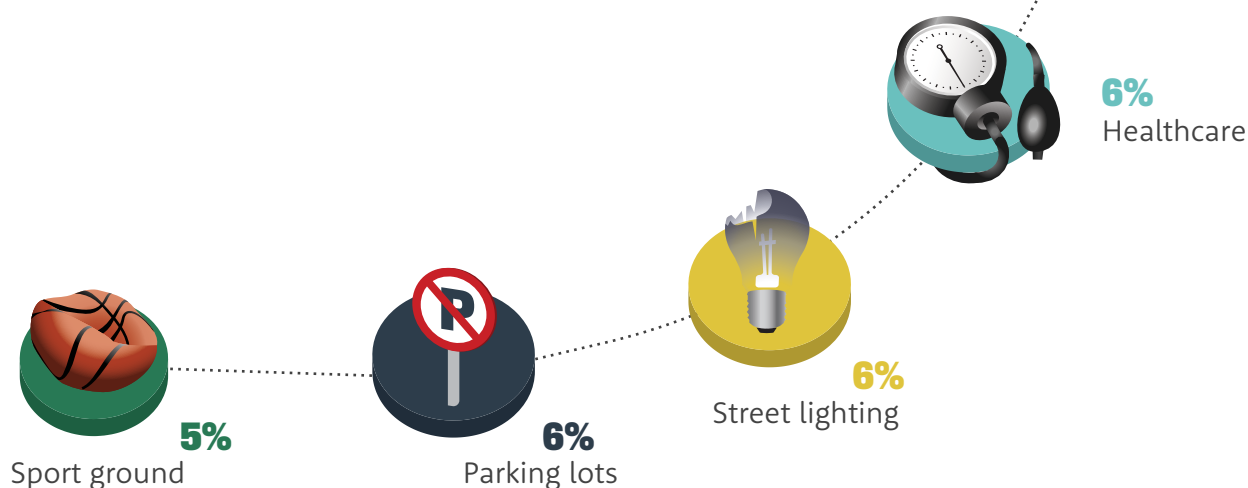 6%
Healthcare
6%
Street lighting
6%
Parking lots
5%
Sport ground
P